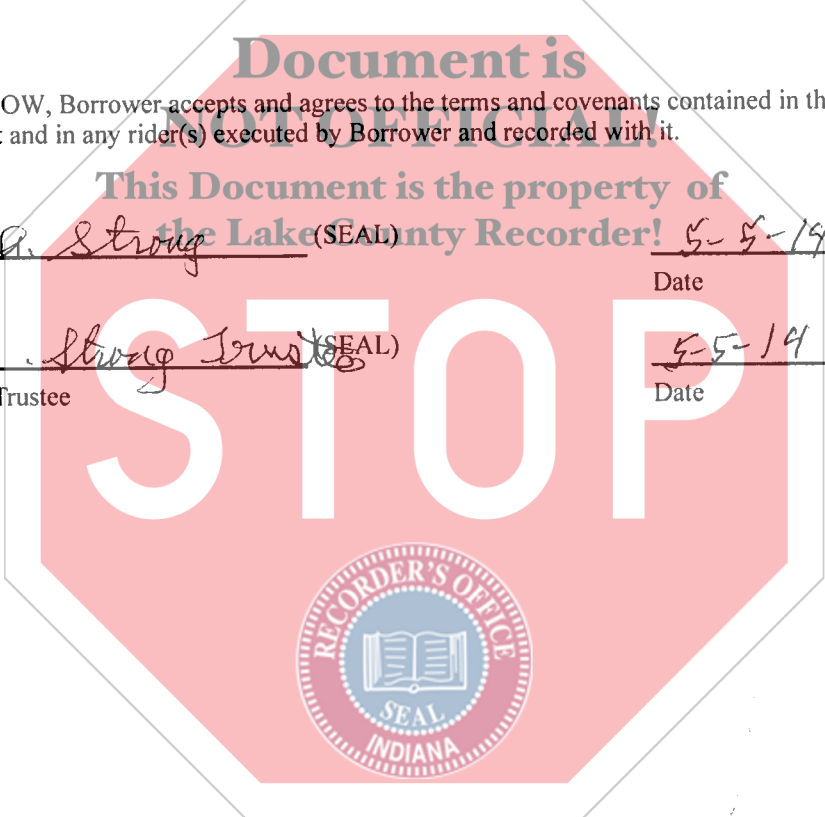 Document is
OW, Borrower accepts and agrees to the terms and covenants contained in th
NOT OFFICIAL!
t and in any rider(s) executed by Borrower and recorded with it.
This Document is the property of
the Lake County Recorder!
a. Strong (SEAL) 5-5-14
Date
Strong Trustee (SEAL) 5-5-14
Trustee Date
STOP
RECORDER'S OFFICE
SEAL
INDIANA